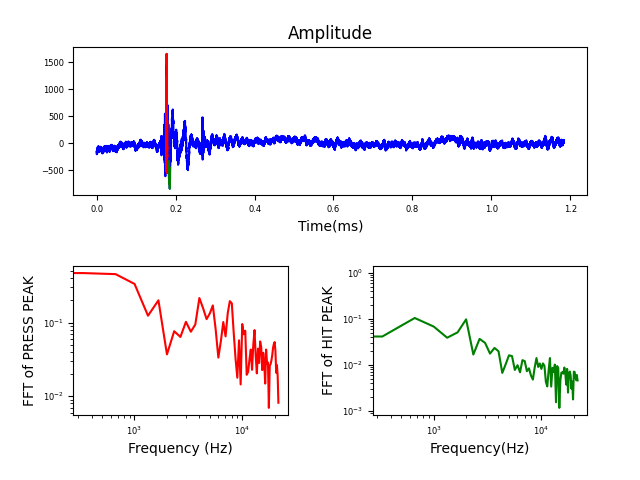 Amplitude
1500
1000
500
0
−500
0.0 0.2 0.4 0.6 0.8 1.0 1.2
Time(ms)
FFT of PRESS PEAK
10⁻¹
10⁻²
10³ 10⁴
Frequency (Hz)
FFT of HIT PEAK
10⁰
10⁻¹
10⁻²
10⁻³
10³ 10⁴
Frequency(Hz)